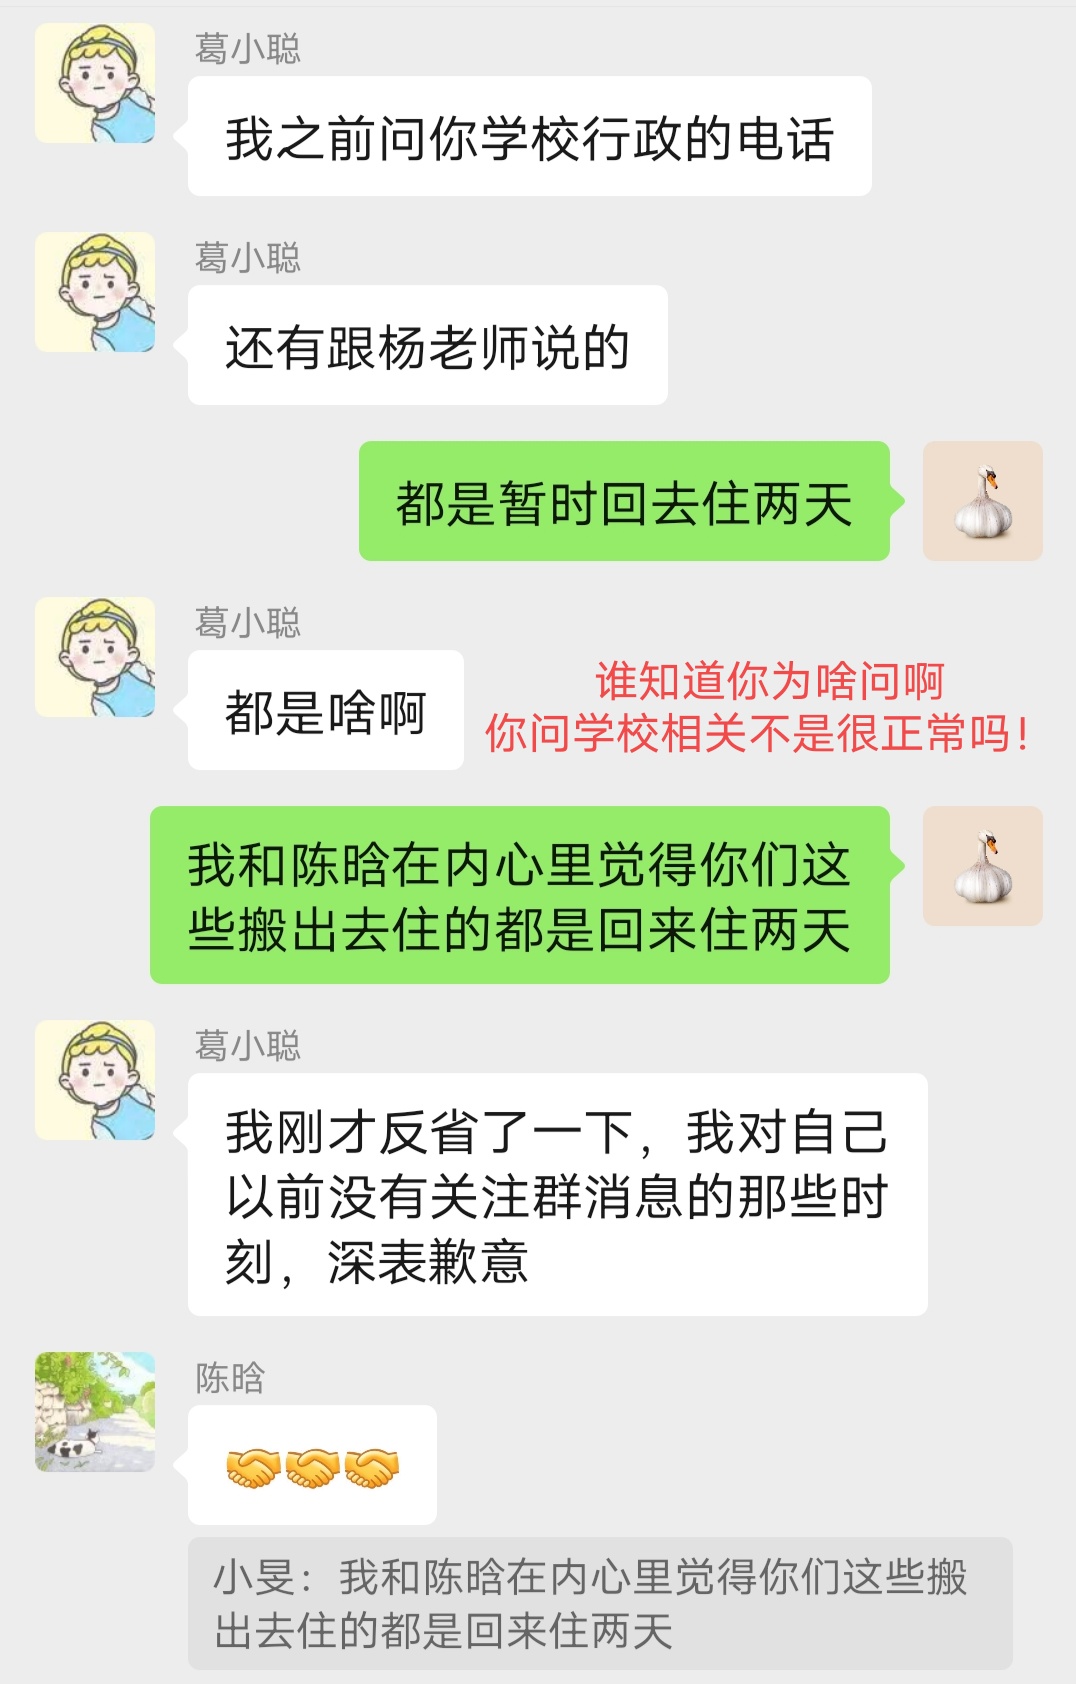 葛小聪
我之前问你学校行政的电话
葛小聪
还有跟杨老师说的
都是暂时回去住两天
葛小聪
都是啥啊
谁知道你为啥问啊
你问学校相关不是很正常吗!
我和陈晗在内心里觉得你们这
些搬出去住的都是回来住两天
葛小聪
我刚才反省了一下，我对自己
以前没有关注群消息的那些时
刻，深表歉意
陈晗
🤝🤝🤝
小旻：我和陈晗在内心里觉得你们这些搬
出去住的都是回来住两天